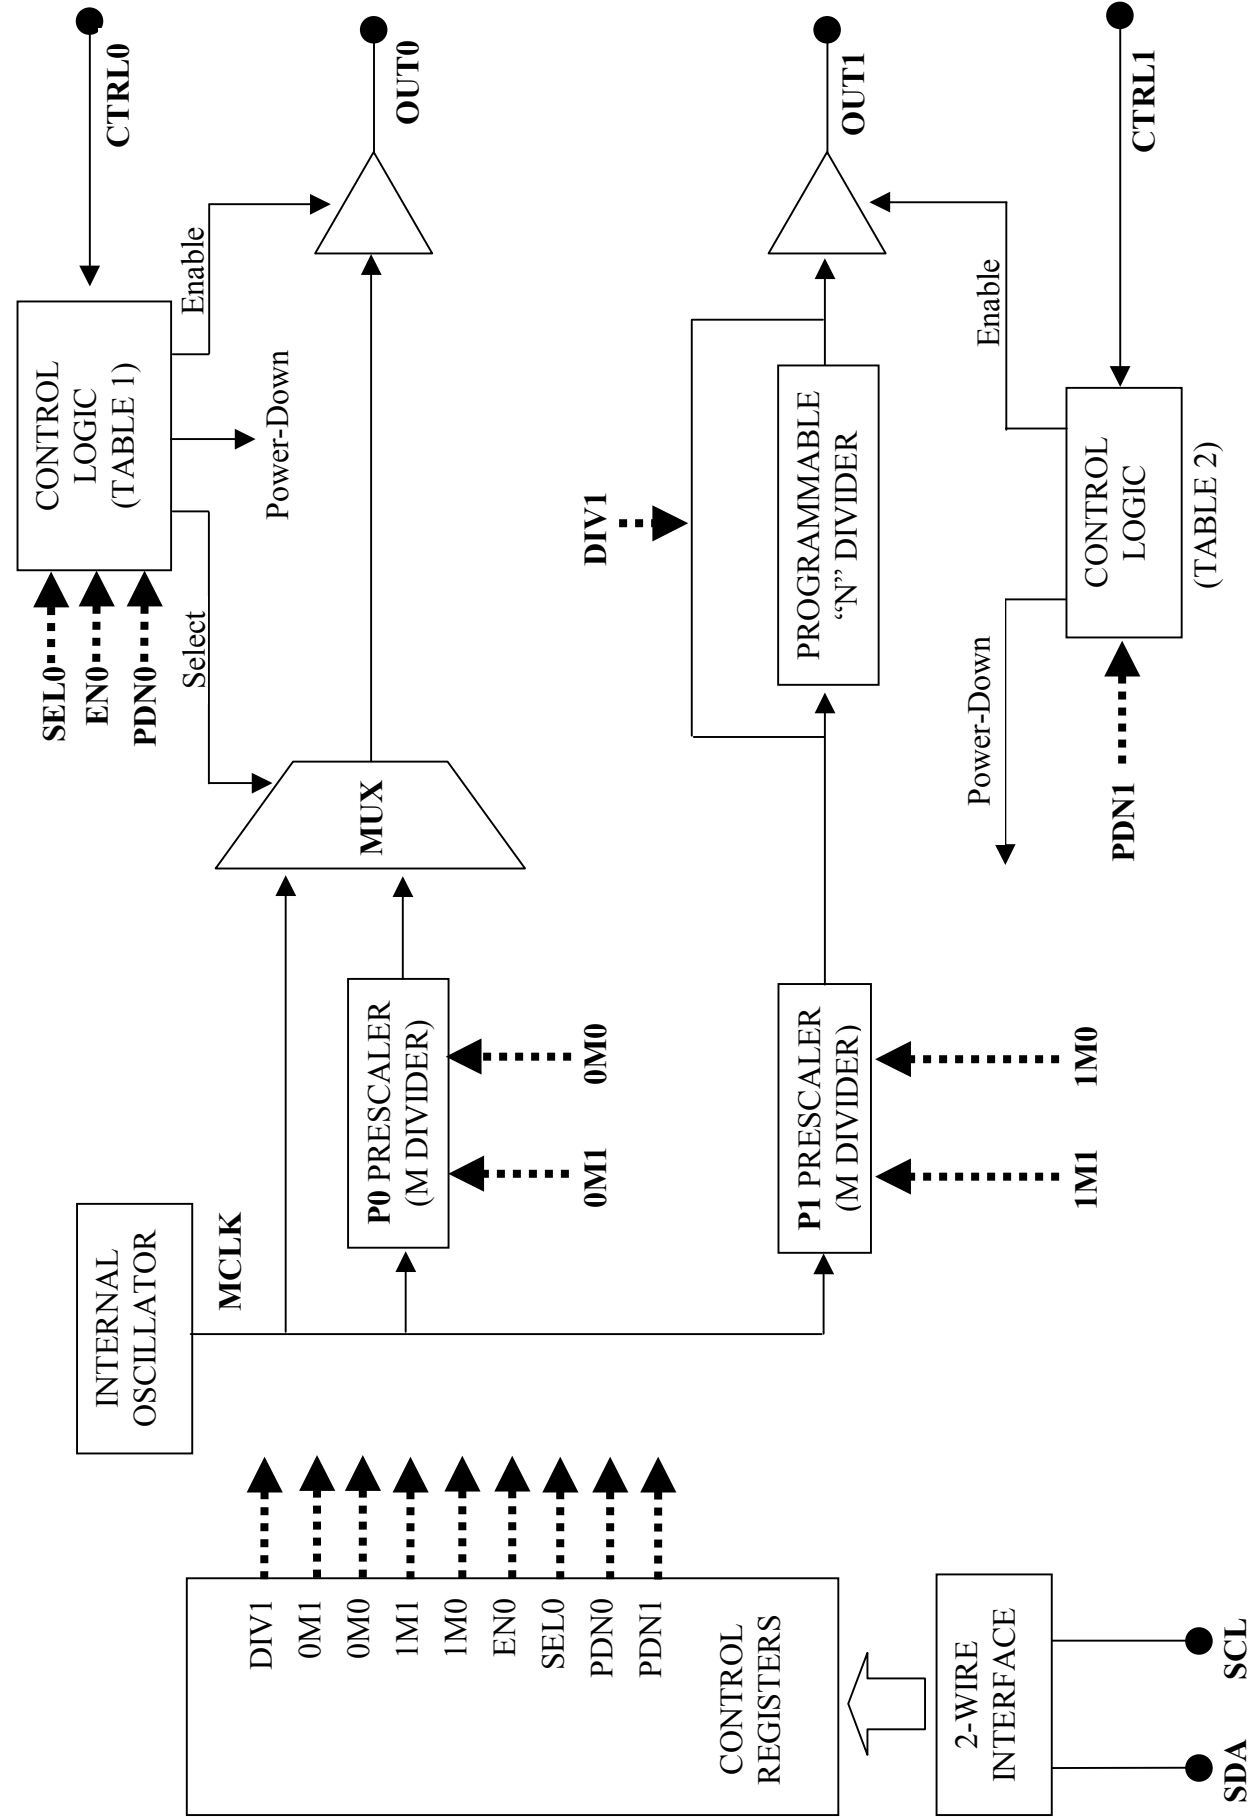 CTRL0
OUT0
OUT1
CTRL1
CONTROL
LOGIC
(TABLE 1)
Enable
Power-Down
Select
SEL0
EN0
PDN0
MUX
DIV1
PROGRAMMABLE
“N” DIVIDER
Enable
CONTROL
LOGIC
(TABLE 2)
Power-Down
PDN1
INTERNAL
OSCILLATOR
MCLK
P0 PRESCALER
(M DIVIDER)
0M1
0M0
P1 PRESCALER
(M DIVIDER)
1M1
1M0
DIV1
0M1
0M0
1M1
1M0
EN0
SEL0
PDN0
PDN1
CONTROL
REGISTERS
2-WIRE
INTERFACE
SDA
SCL